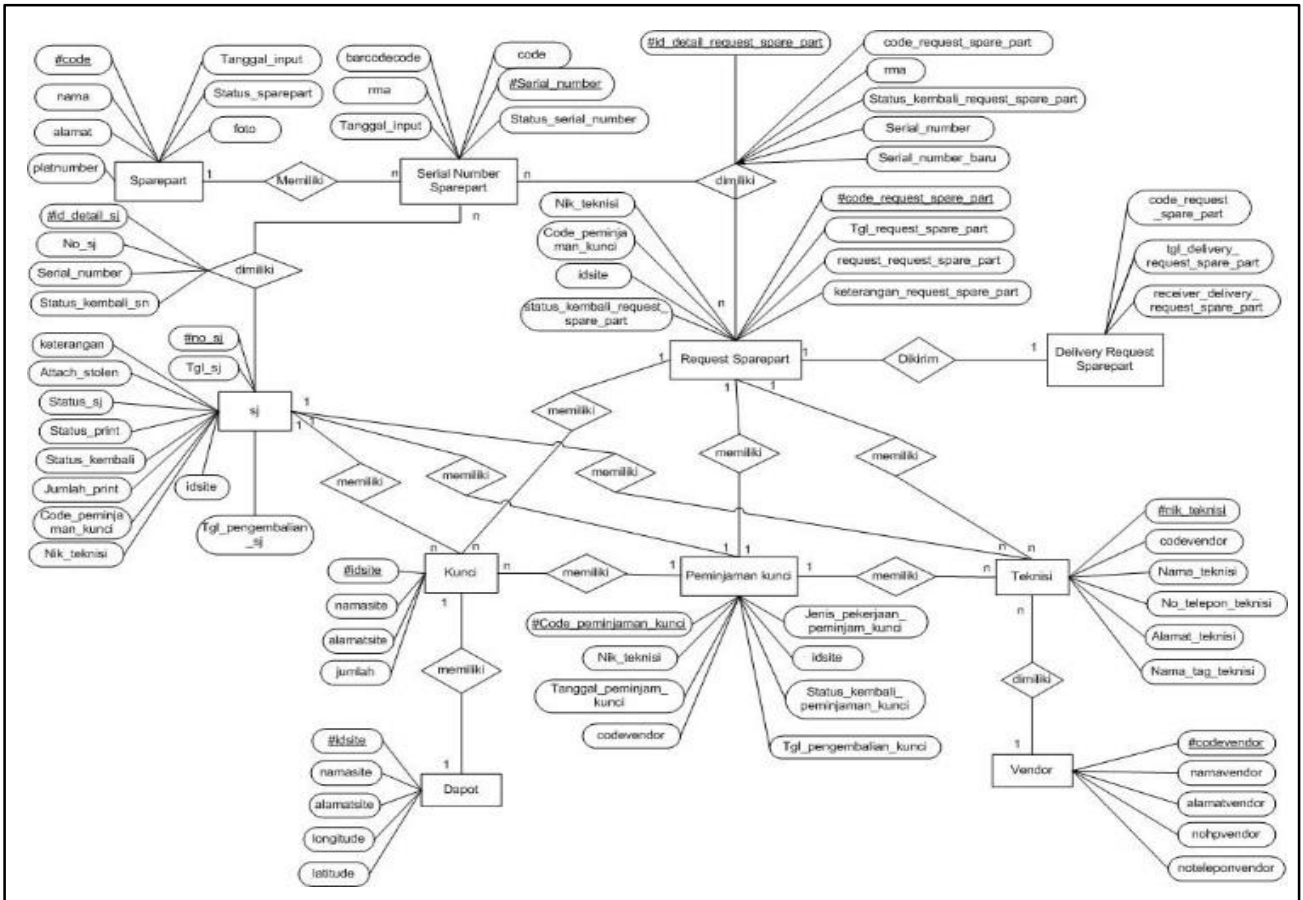 #code
nama
alamat
platnumber
Tanggal_input
Status_sparepart
foto
Sparepart
1
Memiliki
n
barcodecode
rma
Tanggal_input
code
#Serial_number
Status_serial_number
Serial Number
Sparepart
n
n
#id_detail_request_spare_part
code_request_spare_part
rma
Status_kembali_request_spare_part
Serial_number
Serial_number_baru
dimiliki
#id_detail_sj
No_sj
Serial_number
Status_kembali_sn
dimiliki
Nik_teknisi
Code_peminja
man_kunci
idsite
status_kembali_request_
spare_part
n
#code_request_spare_part
Tgl_request_spare_part
request_request_spare_part
keterangan_request_spare_part
code_request
_spare_part
tgl_delivery_
request_spare_part
receiver_delivery_
request_spare_part
Request Sparepart
1
1
1
1
1
Dikirim
1
Delivery Request
Sparepart
keterangan
Attach_stolen
Status_sj
Status_print
Status_kembali
Jumlah_print
Code_peminja
man_kunci
Nik_teknisi
#no_sj
Tgl_sj
sj
1
1
1
idsite
Tgl_pengembalian
_sj
memiliki
memiliki
memiliki
memiliki
memiliki
memiliki
#idsite
namasite
alamatsite
jumlah
n
n
Kunci
n
memiliki
1
1
1
Peminjaman kunci
1
memiliki
n
n
n
Teknisi
#nik_teknisi
codevendor
Nama_teknisi
No_telepon_teknisi
Alamat_teknisi
Nama_tag_teknisi
1
memiliki
1
#Code_peminjaman_kunci
Nik_teknisi
Tanggal_peminjam_
kunci
codevendor
Jenis_pekerjaan_
peminjam_kunci
idsite
Status_kembali_
peminjaman_kunci
Tgl_pengembalian_kunci
n
dimiliki
1
#idsite
namasite
alamatsite
longitude
latitude
Dapot
Vendor
#codevendor
namavendor
alamatvendor
nohpvendor
noteleponvendor